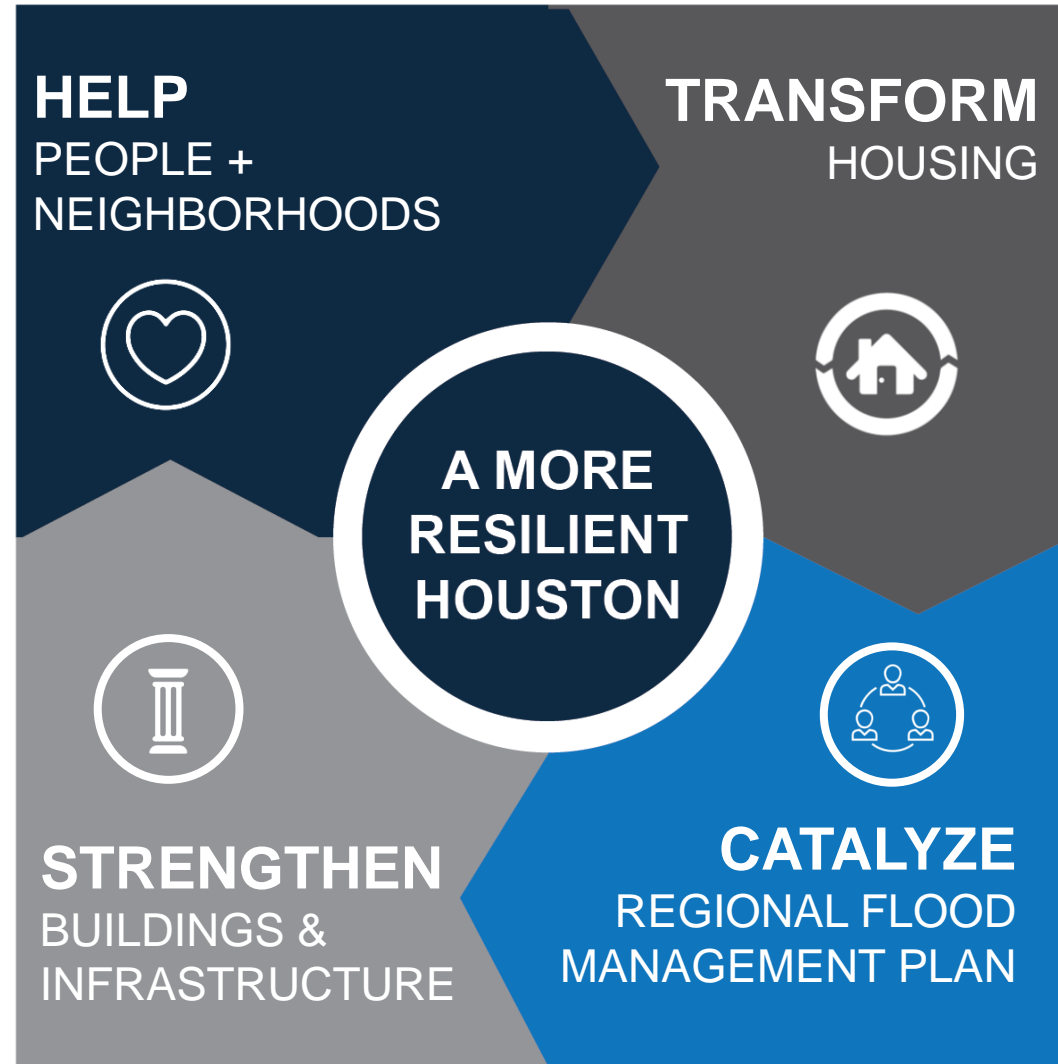 HELP
PEOPLE +
NEIGHBORHOODS
TRANSFORM
HOUSING
A MORE
RESILIENT
HOUSTON
STRENGTHEN
BUILDINGS &
INFRASTRUCTURE
CATALYZE
REGIONAL FLOOD
MANAGEMENT PLAN